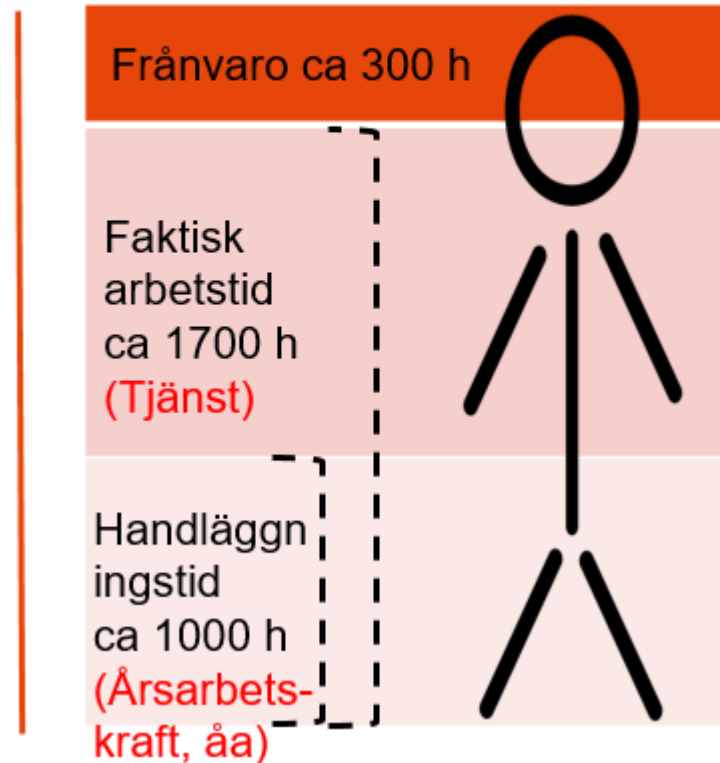 Frånvaro ca 300 h
Faktisk
arbetstid
ca 1700 h
(Tjänst)
Handläggn
ingstid
ca 1000 h
(Årsarbets-
kraft, åa)